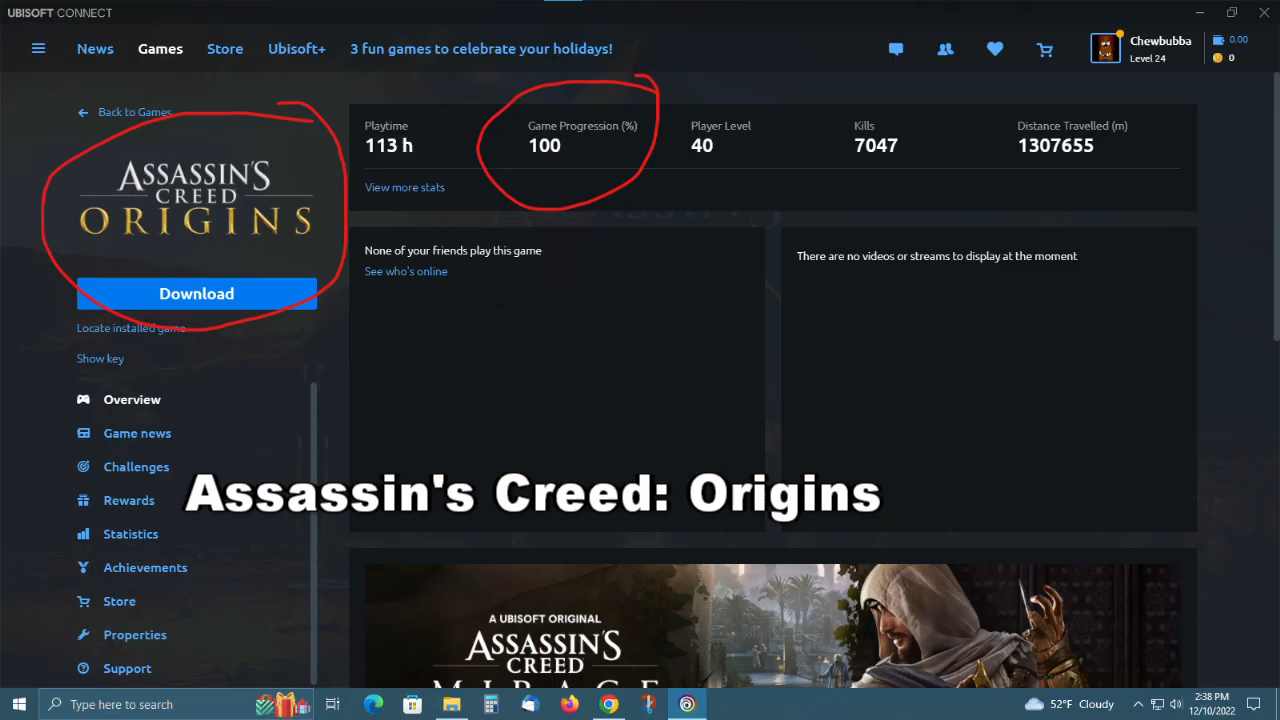 UBISOFT CONNECT
News Games Store Ubisoft+ 3 fun games to celebrate your holidays!
Chewbubba
Level 24
0.00
0
Back to Games
ASSASSIN'S
CREED
ORIGINS
Download
Locate installed game
Show key
Overview
Game news
Challenges
Rewards
Statistics
Achievements
Store
Properties
Support
Playtime Game Progression (%) Player Level Kills Distance Travelled (m)
113 h 100 40 7047 1307655
View more stats
None of your friends play this game
See who's online
There are no videos or streams to display at the moment
Assassin's Creed: Origins
A UBISOFT ORIGINAL
ASSASSIN'S
CREED
MIRAGE
Type here to search
52°F Cloudy
2:38 PM
12/10/2022